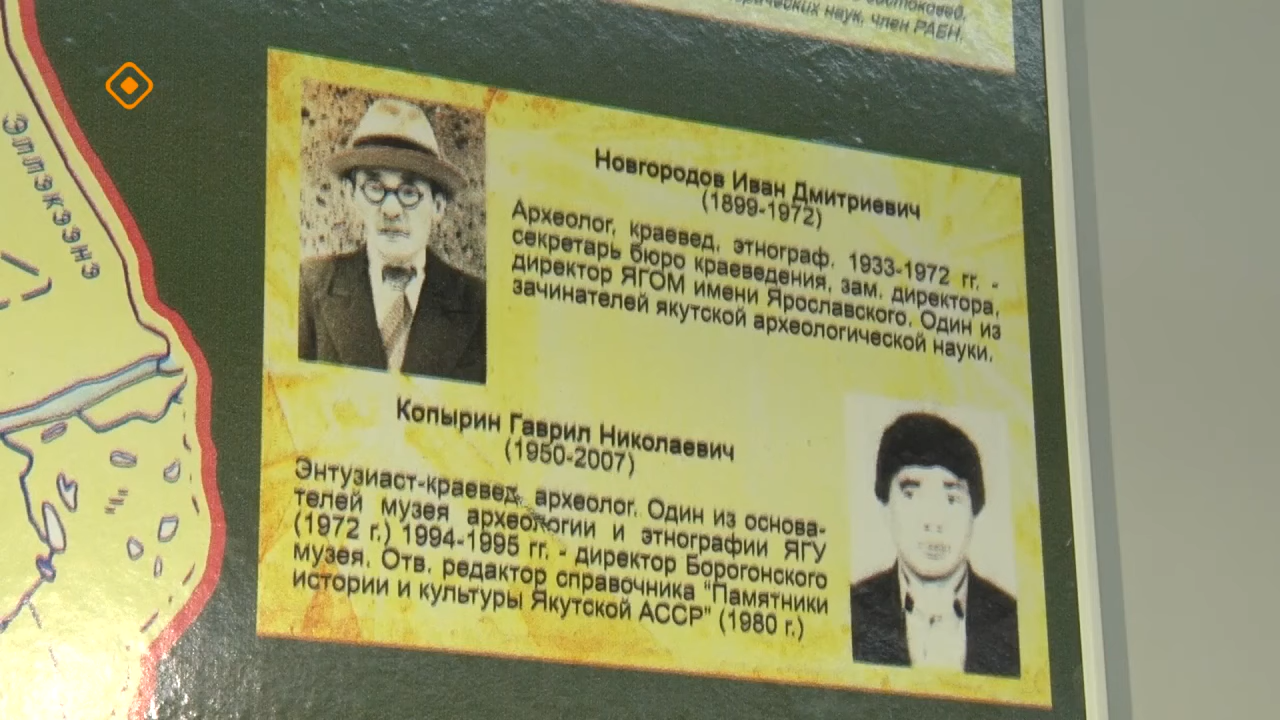 востоковед,
наук, член РАЕН.
Эллэкээнэ
Новгородов Иван Дмитриевич
(1899-1972)
Археолог, краевед, этнограф. 1933-1972 гг. -
секретарь бюро краеведения, зам. директора,
директор ЯГОМ имени Ярославского. Один из
зачинателей якутской археологической науки.
Копырин Гаврил Николаевич
(1950-2007)
Энтузиаст-краевед, археолог. Один из основа-
телей музея археологии и этнографии ЯГУ
(1972 г.) 1994-1995 гг. - директор Борогонского
музея. Отв. редактор справочника "Памятники
истории и культуры Якутской АССР" (1980 г.)